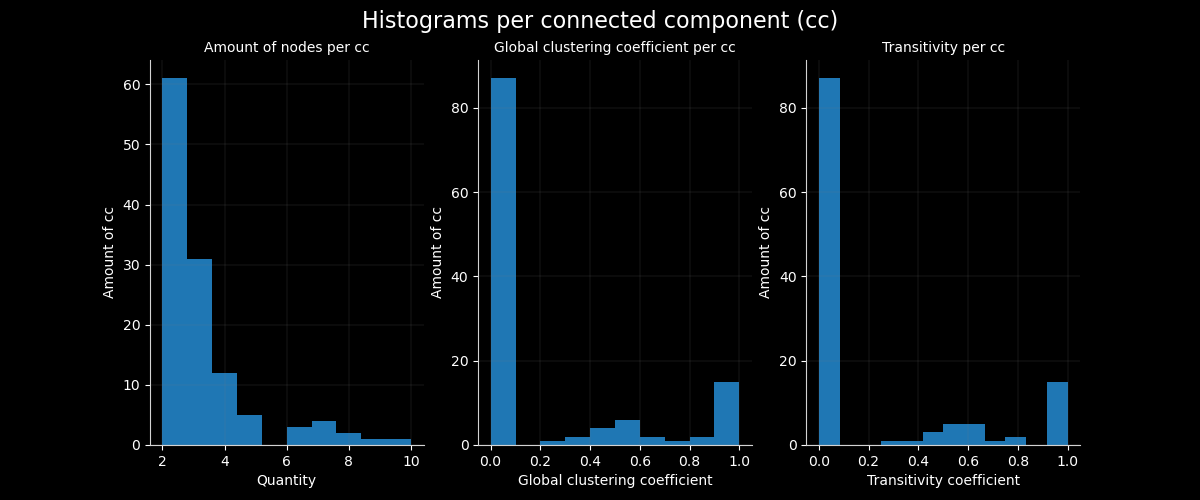 Histograms per connected component (cc)
Amount of nodes per cc
Global clustering coefficient per cc
Transitivity per cc
Amount of cc
60
50
40
30
20
10
0
2 4 6 8 10
Quantity
Amount of cc
80
60
40
20
0
0.0 0.2 0.4 0.6 0.8 1.0
Global clustering coefficient
Amount of cc
80
60
40
20
0
0.0 0.2 0.4 0.6 0.8 1.0
Transitivity coefficient